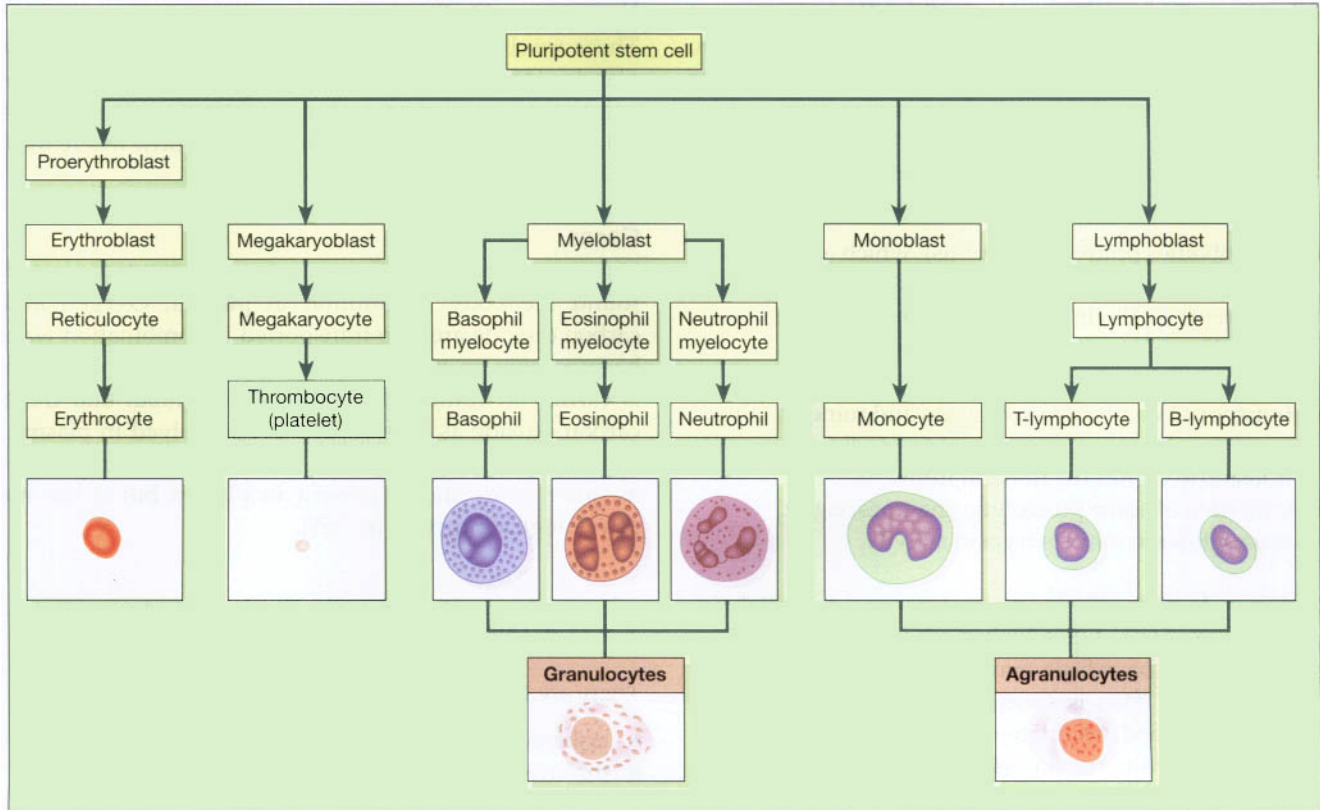 Pluripotent stem cell
Proerythroblast
Erythroblast
Megakaryoblast
Myeloblast
Monoblast
Lymphoblast
Reticulocyte
Megakaryocyte
Basophil
myelocyte
Eosinophil
myelocyte
Neutrophil
myelocyte
Lymphocyte
Erythrocyte
Thrombocyte
(platelet)
Basophil
Eosinophil
Neutrophil
Monocyte
T-lymphocyte
B-lymphocyte
Granulocytes
Agranulocytes